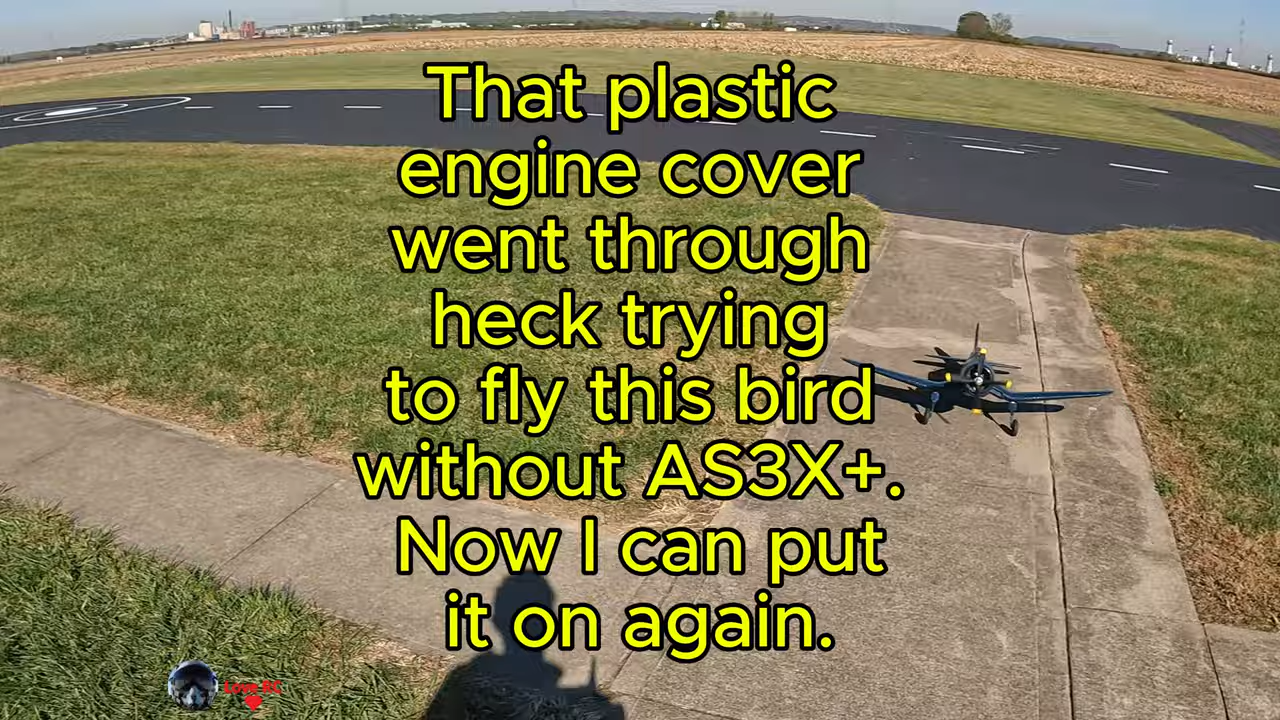 That plastic
engine cover
went through
heck trying
to fly this bird
without AS3X+.
Now I can put
it on again.
Love RC